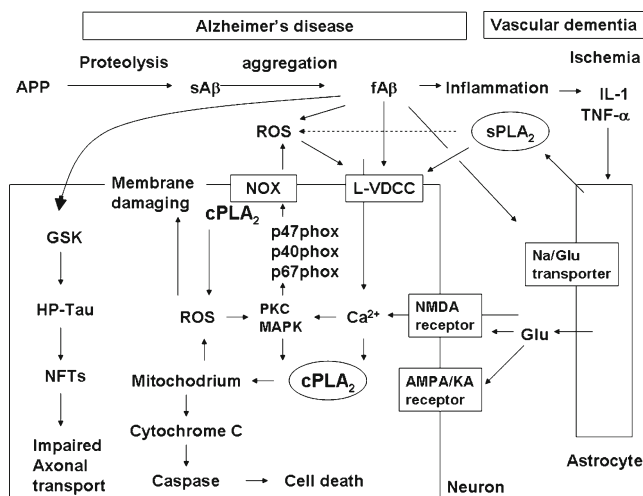 Alzheimer's disease
Vascular dementia
Ischemia
Proteolysis
aggregation
APP
sAβ
fAβ
Inflammation
IL-1
TNF-α
ROS
sPLA2
Membrane
damaging
NOX
L-VDCC
cPLA2
GSK
p47phox
p40phox
p67phox
Na/Glu
transporter
HP-Tau
ROS
PKC
MAPK
Ca2+
NMDA
receptor
Glu
NFTs
Mitochodrium
cPLA2
AMPA/KA
receptor
Cytochrome C
Impaired
Axonal
transport
Caspase
Cell death
Neuron
Astrocyte